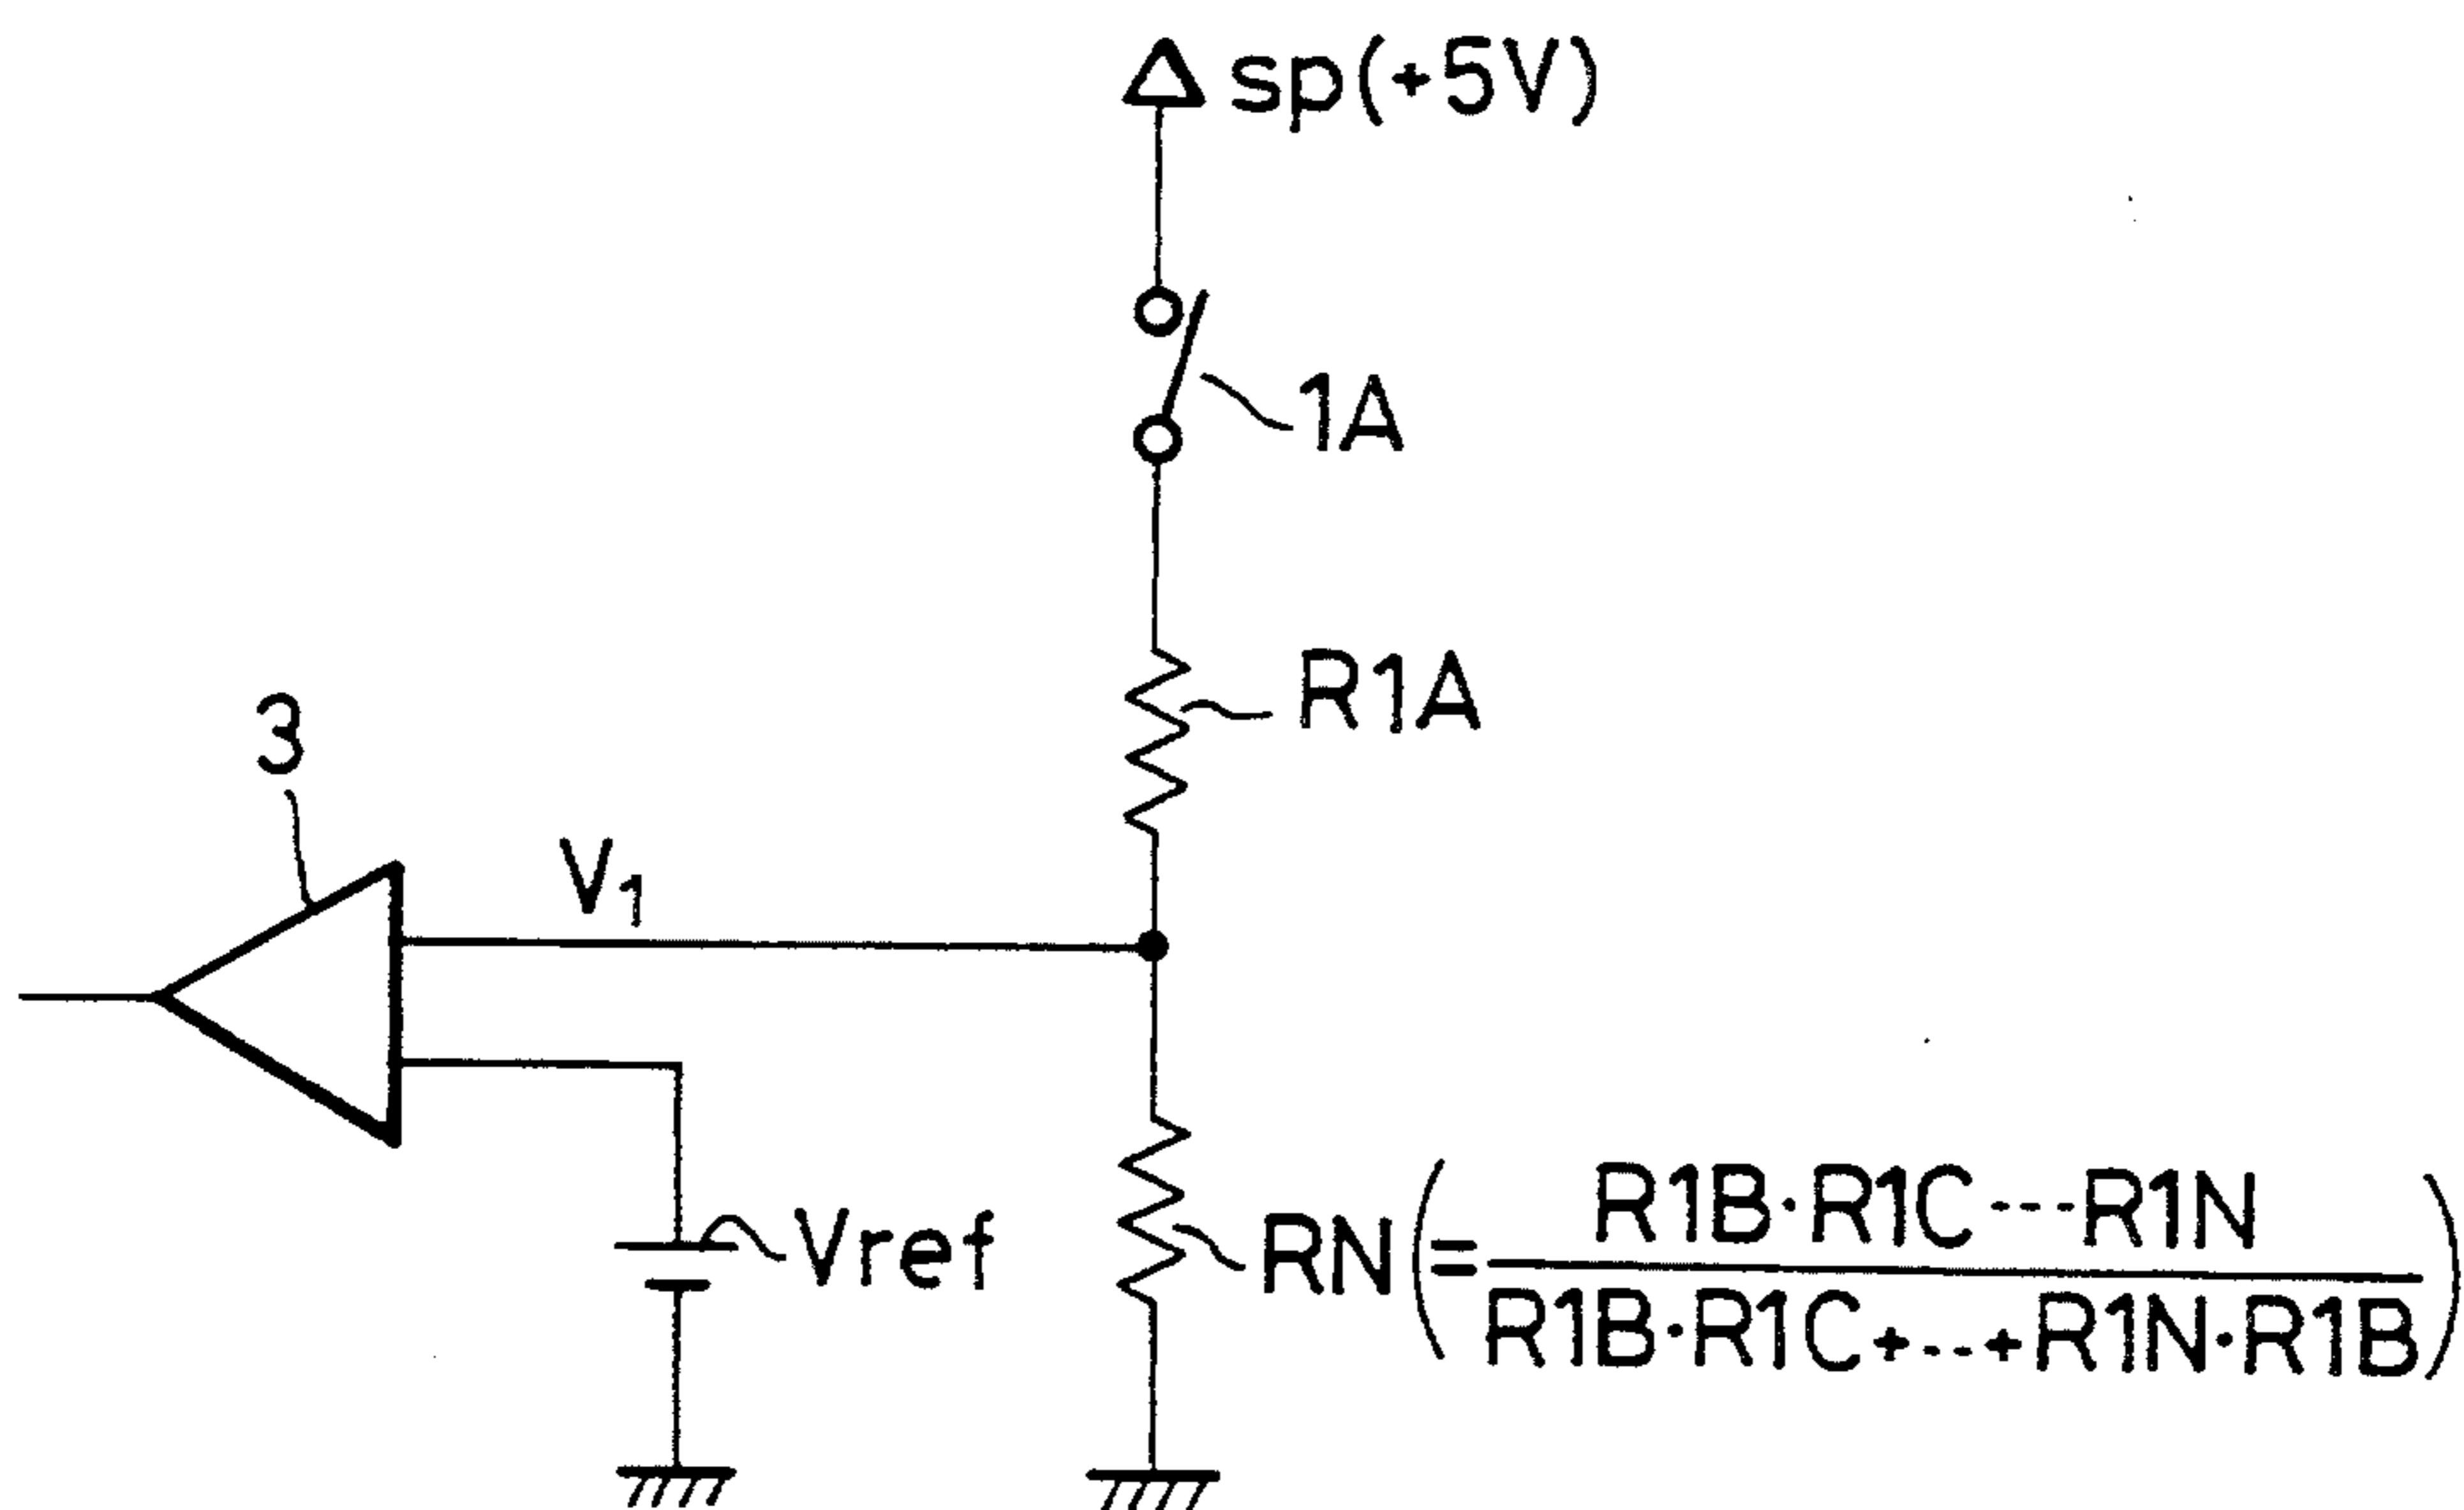 sp(+5V)
1A
R1A
3
V1
Vref
RN(=R1B·R1C---R1N
R1B·R1C+---+R1N·R1B)